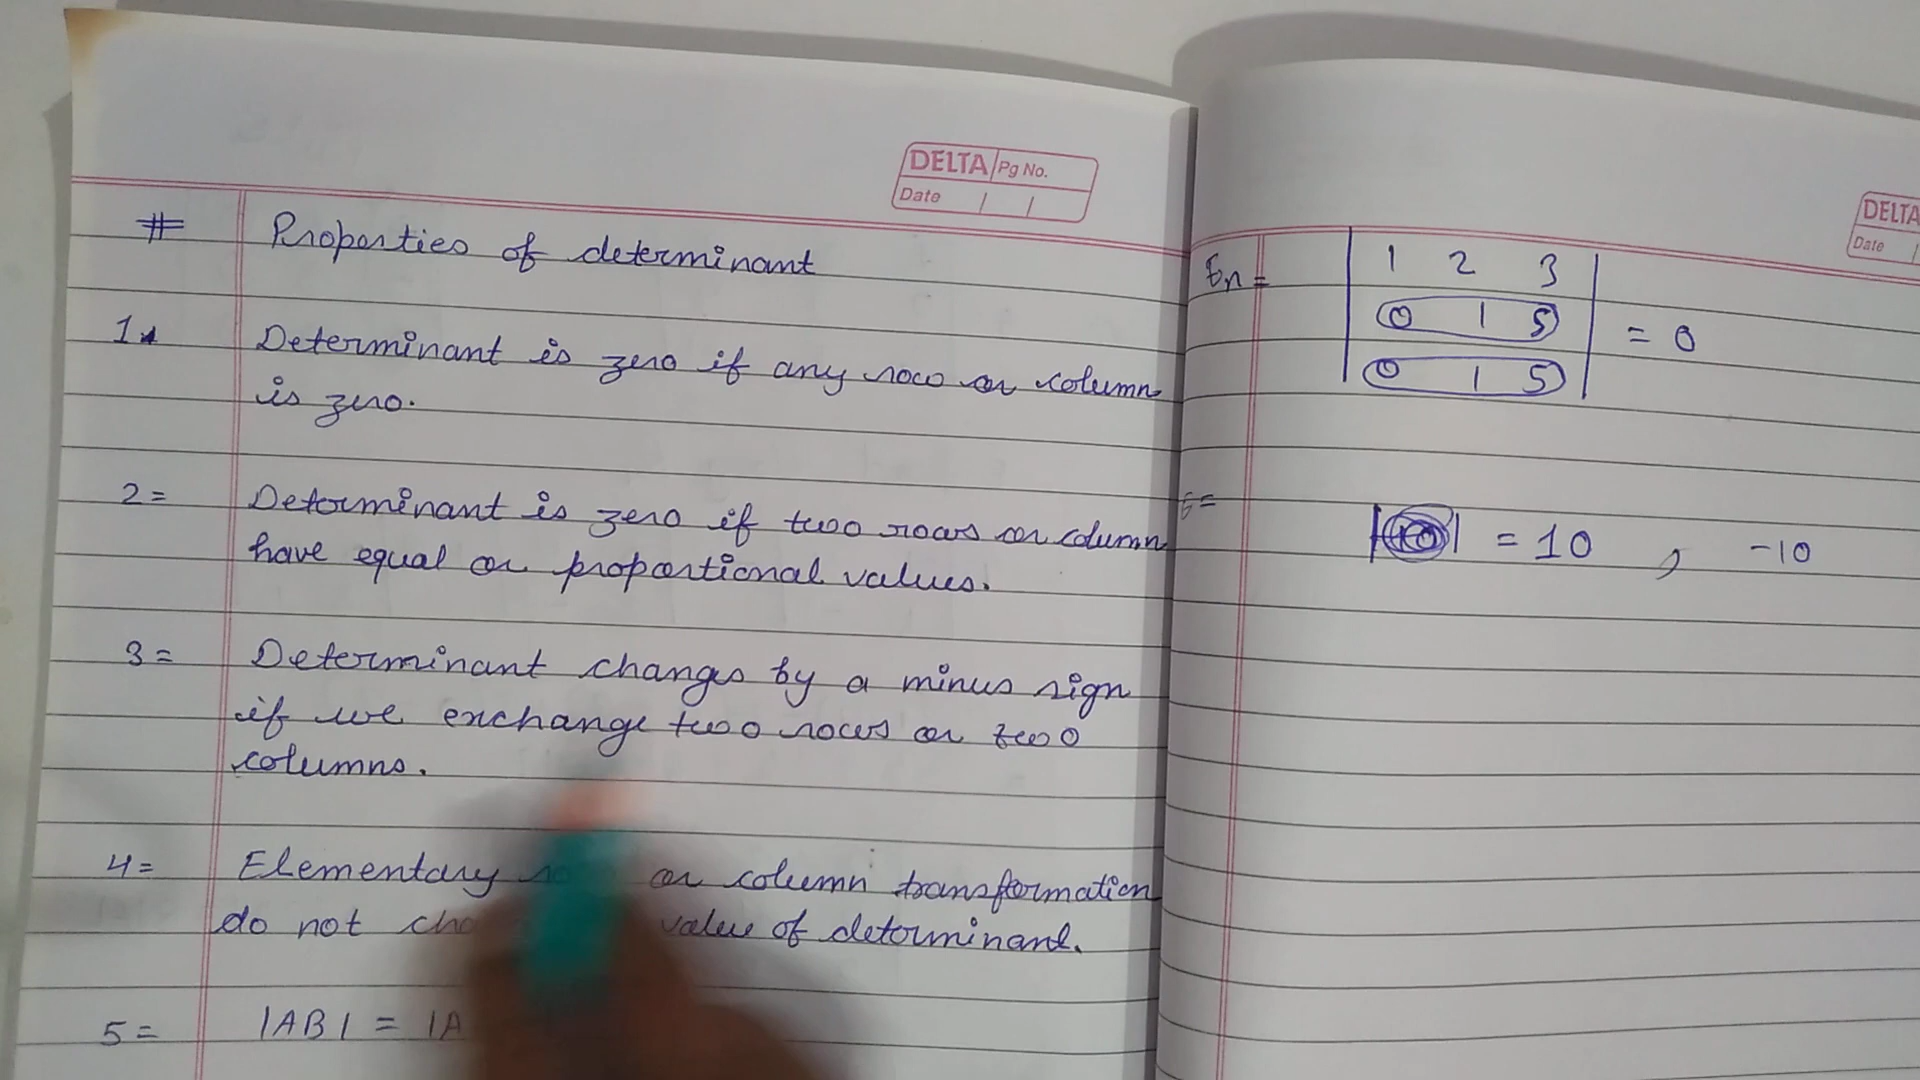 DELTA Pg No.
Date / /
# Properties of determinant
1. Determinant is zero if any row or column
is zero.
2= Determinant is zero if two rows or column
have equal or proportional values.
3= Determinant changes by a minus sign
if we exchange two rows or two
columns.
4= Elementary or column transformation
do not value of determinant.
5= |AB| = |A
DELTA
Date /
En =
| 1 2 3 |
| 0 1 5 | = 0
| 0 1 5 |
= 10 , -10